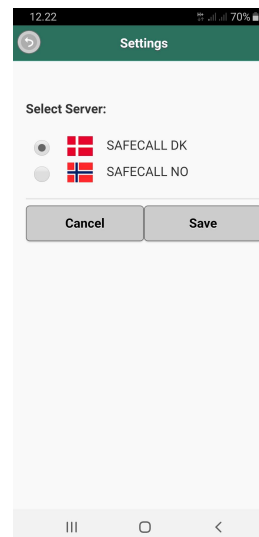 12.22 70%
Settings
Select Server:
SAFECALL DK
SAFECALL NO
Cancel Save